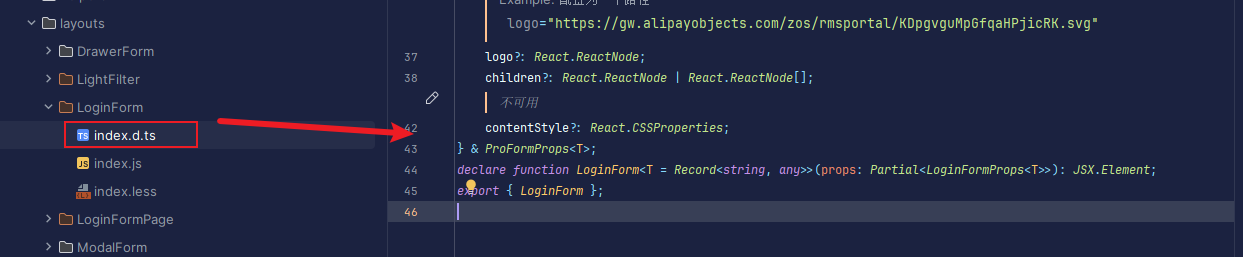 layouts
DrawerForm
LightFilter
LoginForm
TS index.d.ts
JS index.js
index.less
LoginFormPage
ModalForm
logo="https://gw.alipayobjects.com/zos/rmsportal/KDpgvguMpGfqaHPjicRK.svg"
37 logo?: React.ReactNode;
38 children?: React.ReactNode | React.ReactNode[];
不可用
42 contentStyle?: React.CSSProperties;
43 } & ProFormProps<T>;
44 declare function LoginForm<T = Record<string, any>>(props: Partial<LoginFormProps<T>>): JSX.Element;
45 export { LoginForm };
46